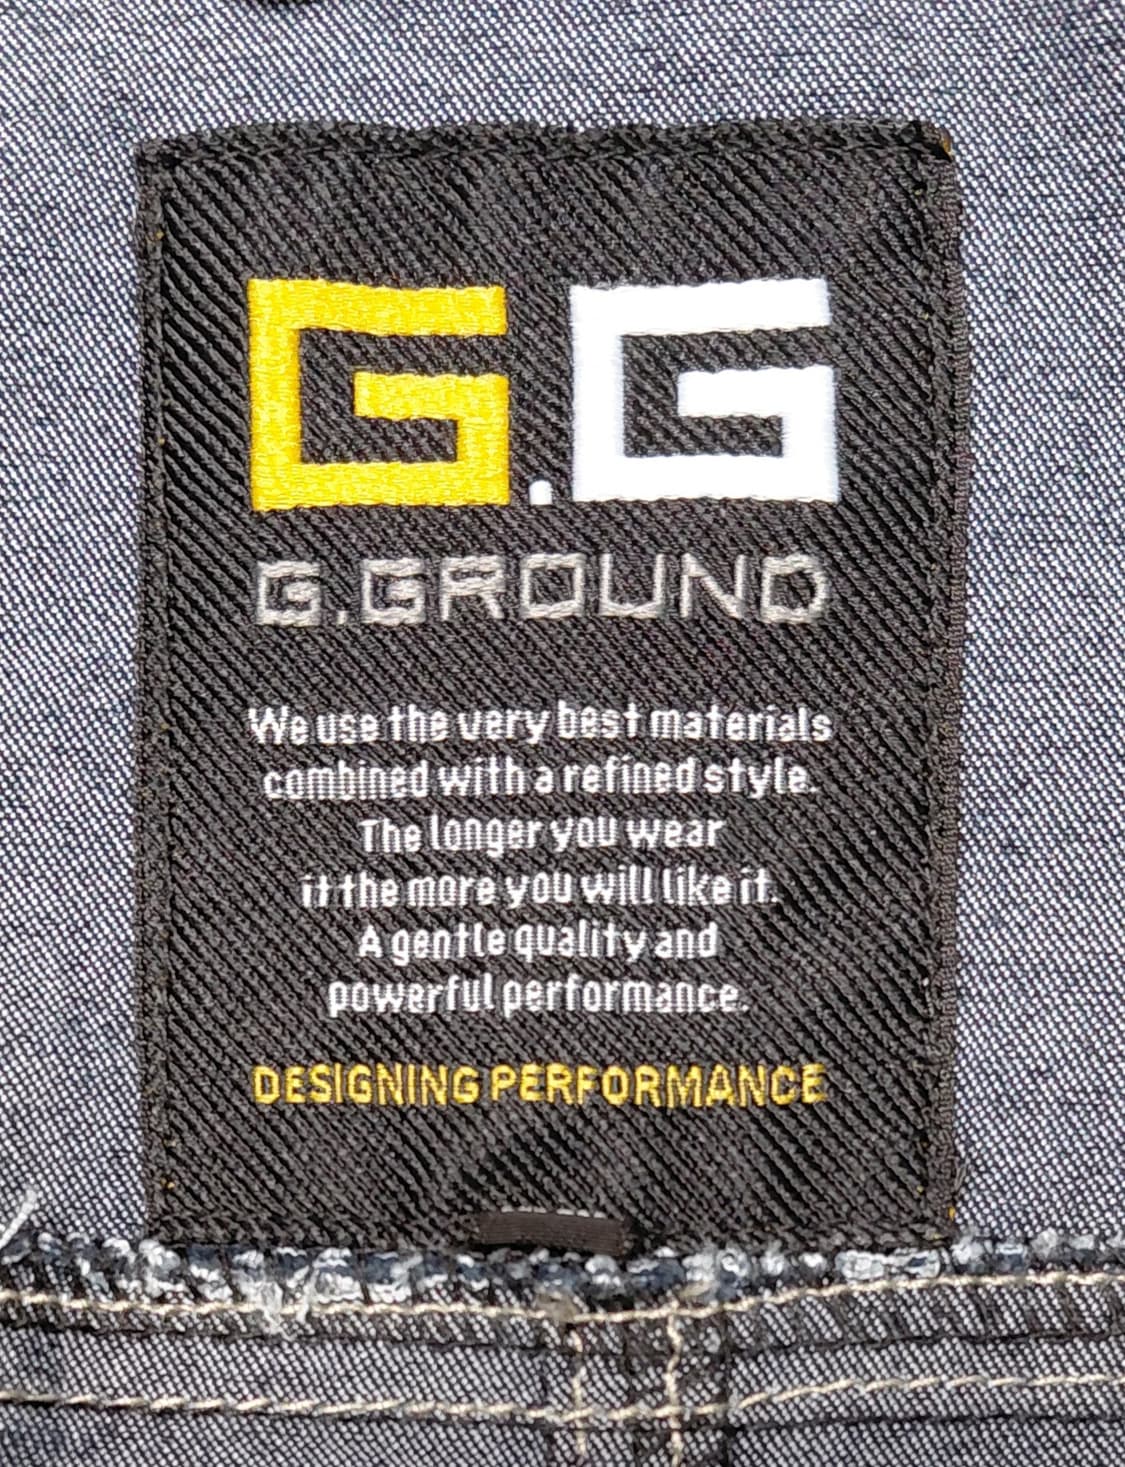 G.G
G.GROUND
We use the very best materials
combined with a refined style.
The longer you wear
it the more you will like it.
A gentle quality and
powerful performance.
DESIGNING PERFORMANCE